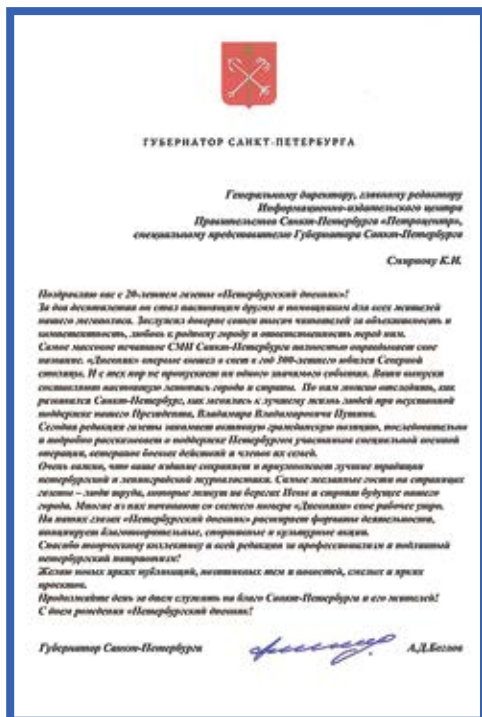 ГУБЕРНАТОР САНКТ-ПЕТЕРБУРГА
Генеральному директору, главному редактору
Информационно-издательского центра
Правительства Санкт-Петербурга «Петроцентр»,
специальному представителю Губернатора Санкт-Петербурга
Смирнову К.И.
Поздравляю вас с 20-летием газеты «Петербургский дневник»!
За два десятилетия он стал настоящим другом и помощником для всех жителей
нашего мегаполиса. Заслужил доверие сотен тысяч читателей за объективность и
компетентность, любовь к родному городу и ответственность перед ним.
Самое массовое печатное СМИ Санкт-Петербурга полностью оправдывает свое
название. «Дневник» впервые вышел в свет в год 300-летнего юбилея Северной
столицы. И с тех пор не пропускает ни одного значимого события. Ваши выпуски
составляют настоящую летопись города и страны. По ним можно отследить, как
развивался Санкт-Петербург, как менялась к лучшему жизнь людей при неустанной
поддержке нашего Президента, Владимира Владимировича Путина.
Сегодня редакция газеты занимает активную гражданскую позицию, последовательно
и подробно рассказывает о поддержке Петербургом участников специальной военной
операции, ветеранов боевых действий и членов их семей.
Очень важно, что ваше издание сохраняет и приумножает лучшие традиции
петербургской и ленинградской журналистики. Самые желанные гости на страницах
газеты – люди труда, которые живут на берегах Невы и строят будущее нашего
города. Многие из них начинают со свежего номера «Дневника» свое рабочее утро.
На наших глазах «Петербургский дневник» расширяет форматы деятельности,
инициирует благотворительные, спортивные и культурные акции.
Спасибо творческому коллективу и всей редакции за профессионализм и подлинный
петербургский патриотизм!
Желаю новых ярких публикаций, позитивных тем и новостей, смелых и ярких
проектов.
Продолжайте день за днем служить на благо Санкт-Петербурга и его жителей!
С днем рождения «Петербургский дневник»!
Губернатор Санкт-Петербурга А.Д.Беглов